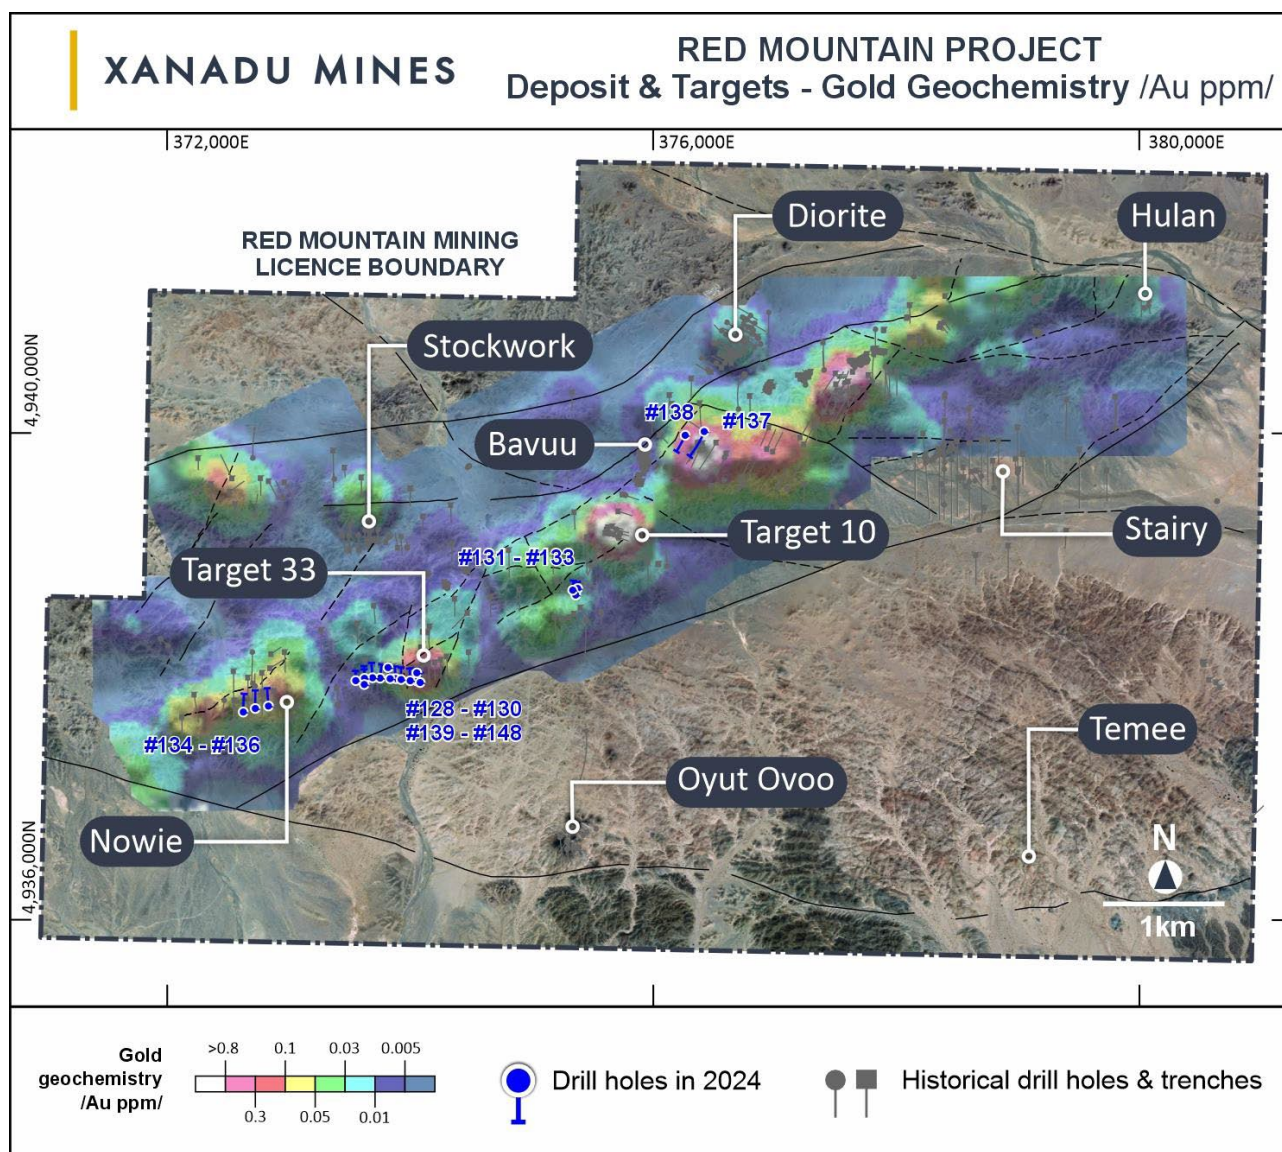 XANADU MINES
RED MOUNTAIN PROJECT
Deposit & Targets - Gold Geochemistry /Au ppm/
372,000E
376,000E
380,000E
Diorite
Hulan
RED MOUNTAIN MINING
LICENCE BOUNDARY
Stockwork
4,940,000N
#138
#137
Bavuu
Target 10
Stairy
#131 - #133
Target 33
#128 - #130
#139 - #148
#134 - #136
Temee
Oyut Ovoo
Nowie
4,936,000N
N
1km
Gold
geochemistry
/Au ppm/
>0.8
0.1
0.03
0.005
0.3
0.05
0.01
Drill holes in 2024
Historical drill holes & trenches